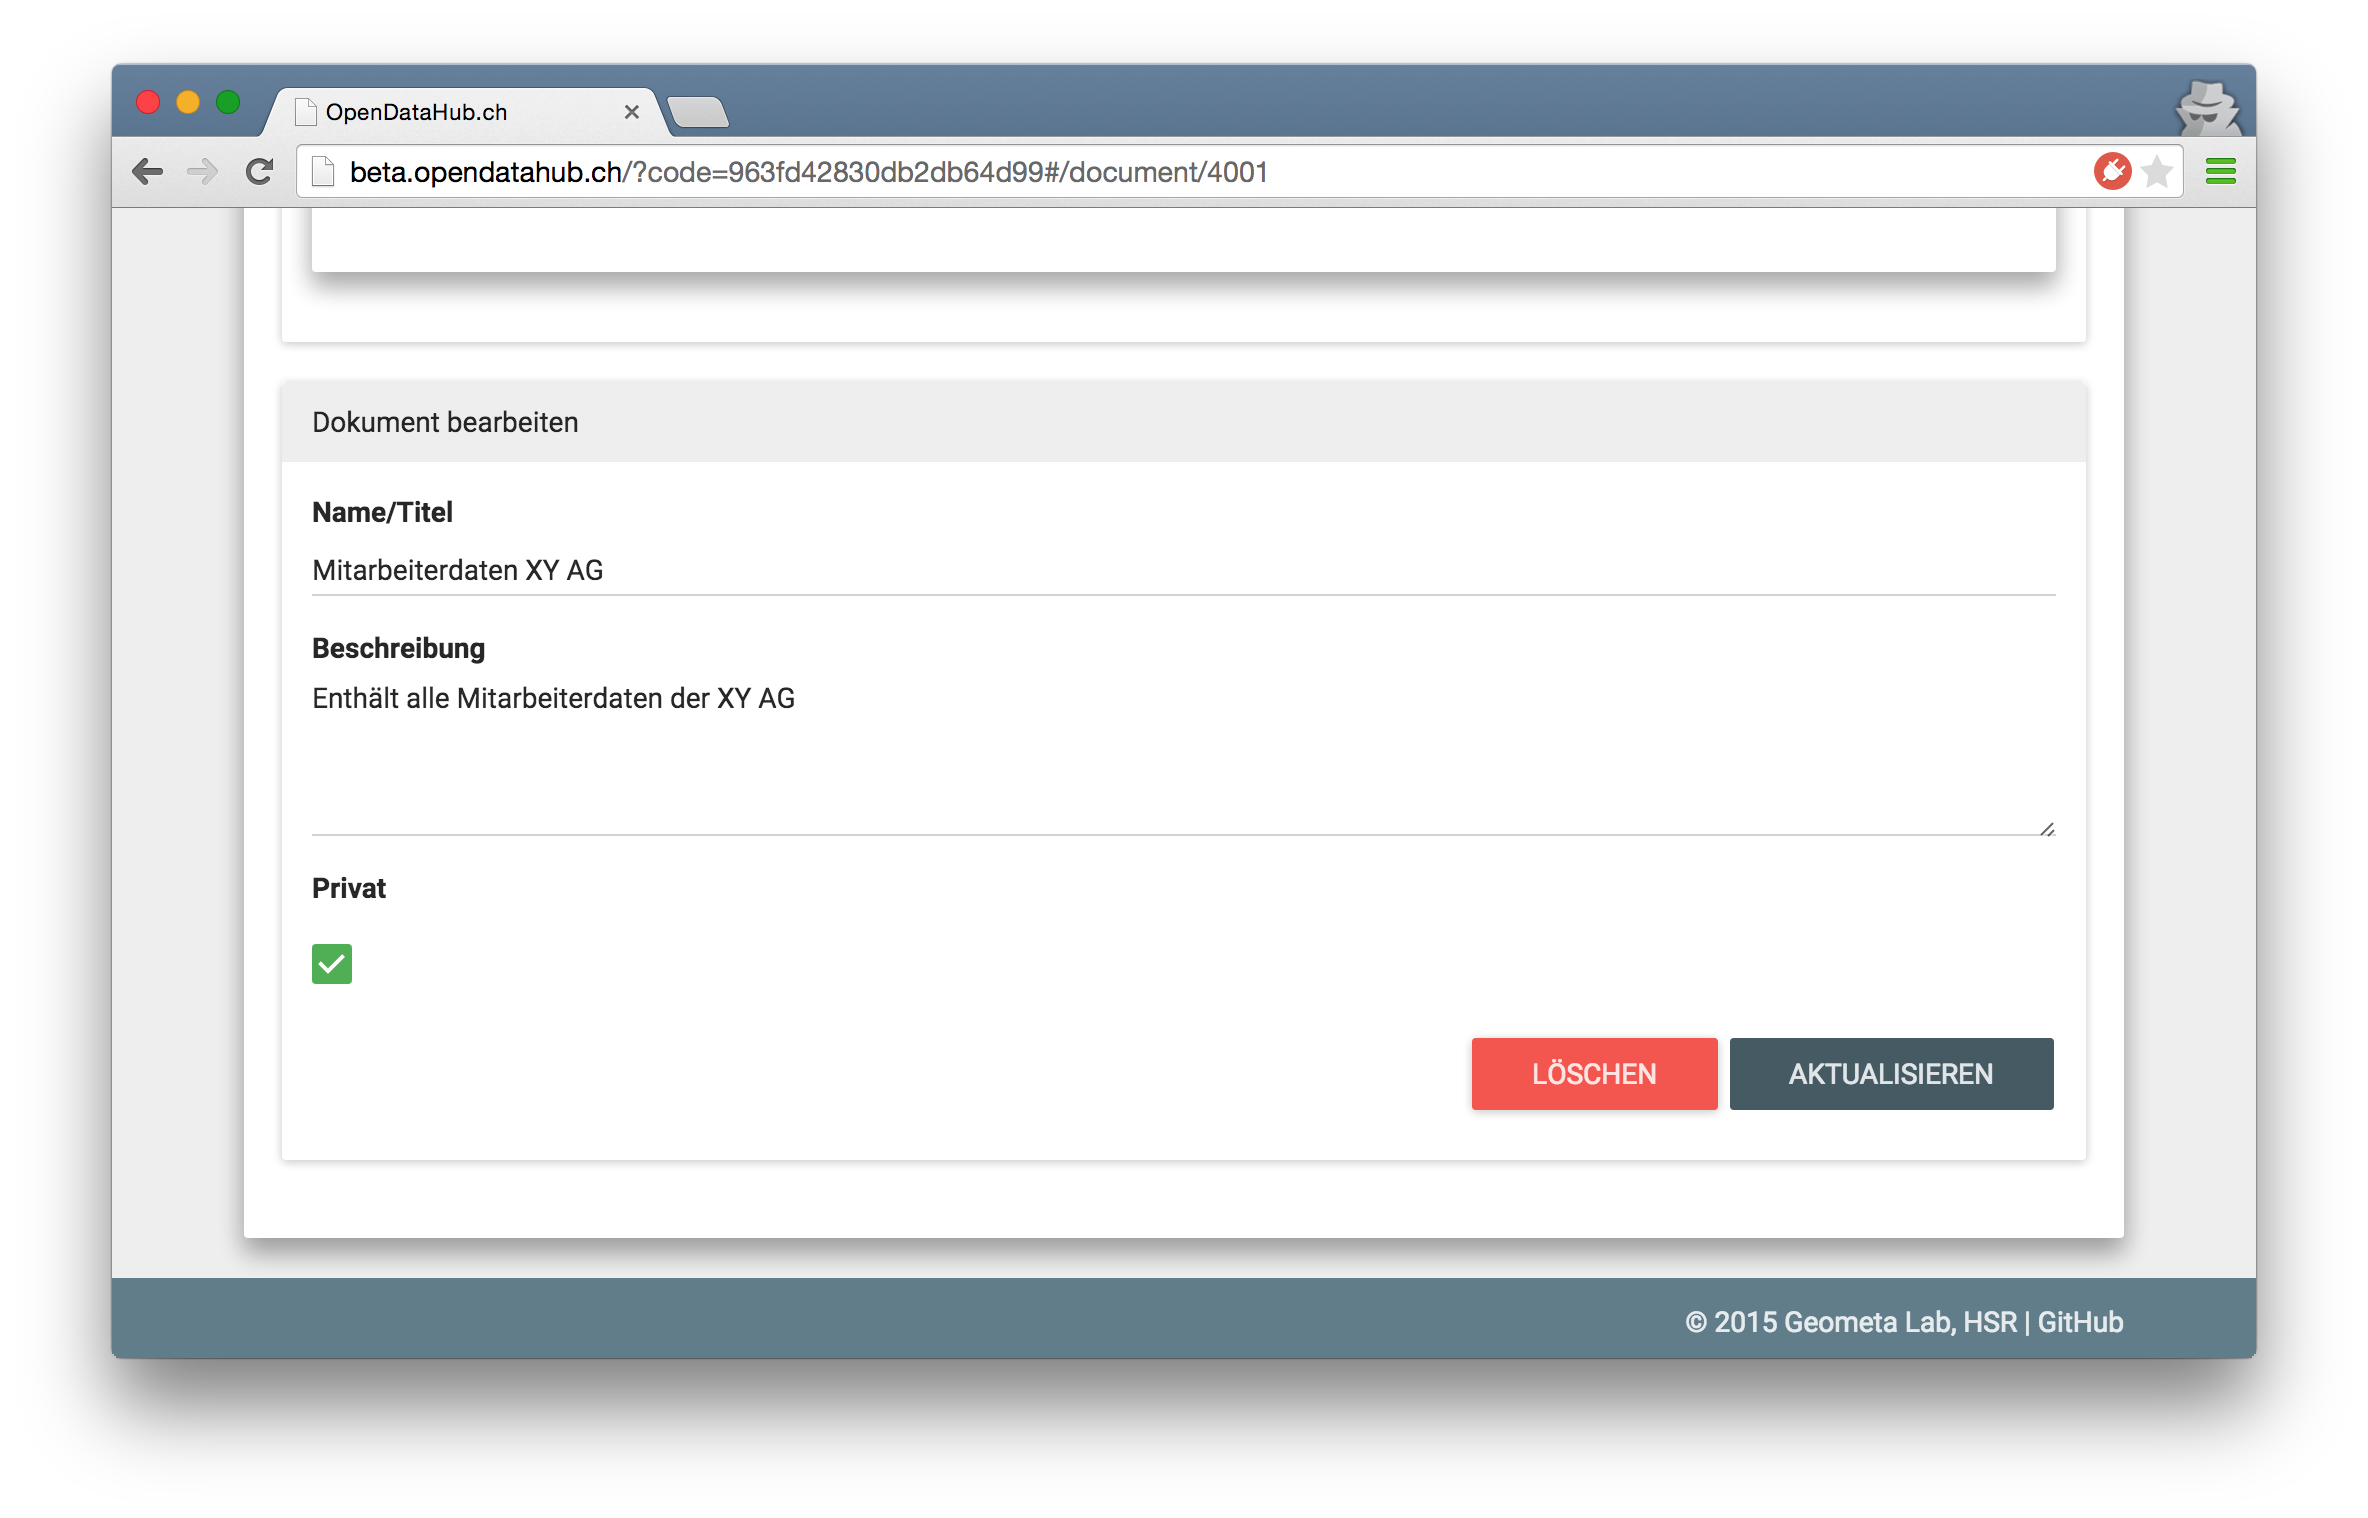 OpenDataHub.ch
beta.opendatahub.ch/?code=963fd42830db2db64d99#/document/4001
Dokument bearbeiten
Name/Titel
Mitarbeiterdaten XY AG
Beschreibung
Enthält alle Mitarbeiterdaten der XY AG
Privat
LÖSCHEN
AKTUALISIEREN
© 2015 Geometa Lab, HSR | GitHub